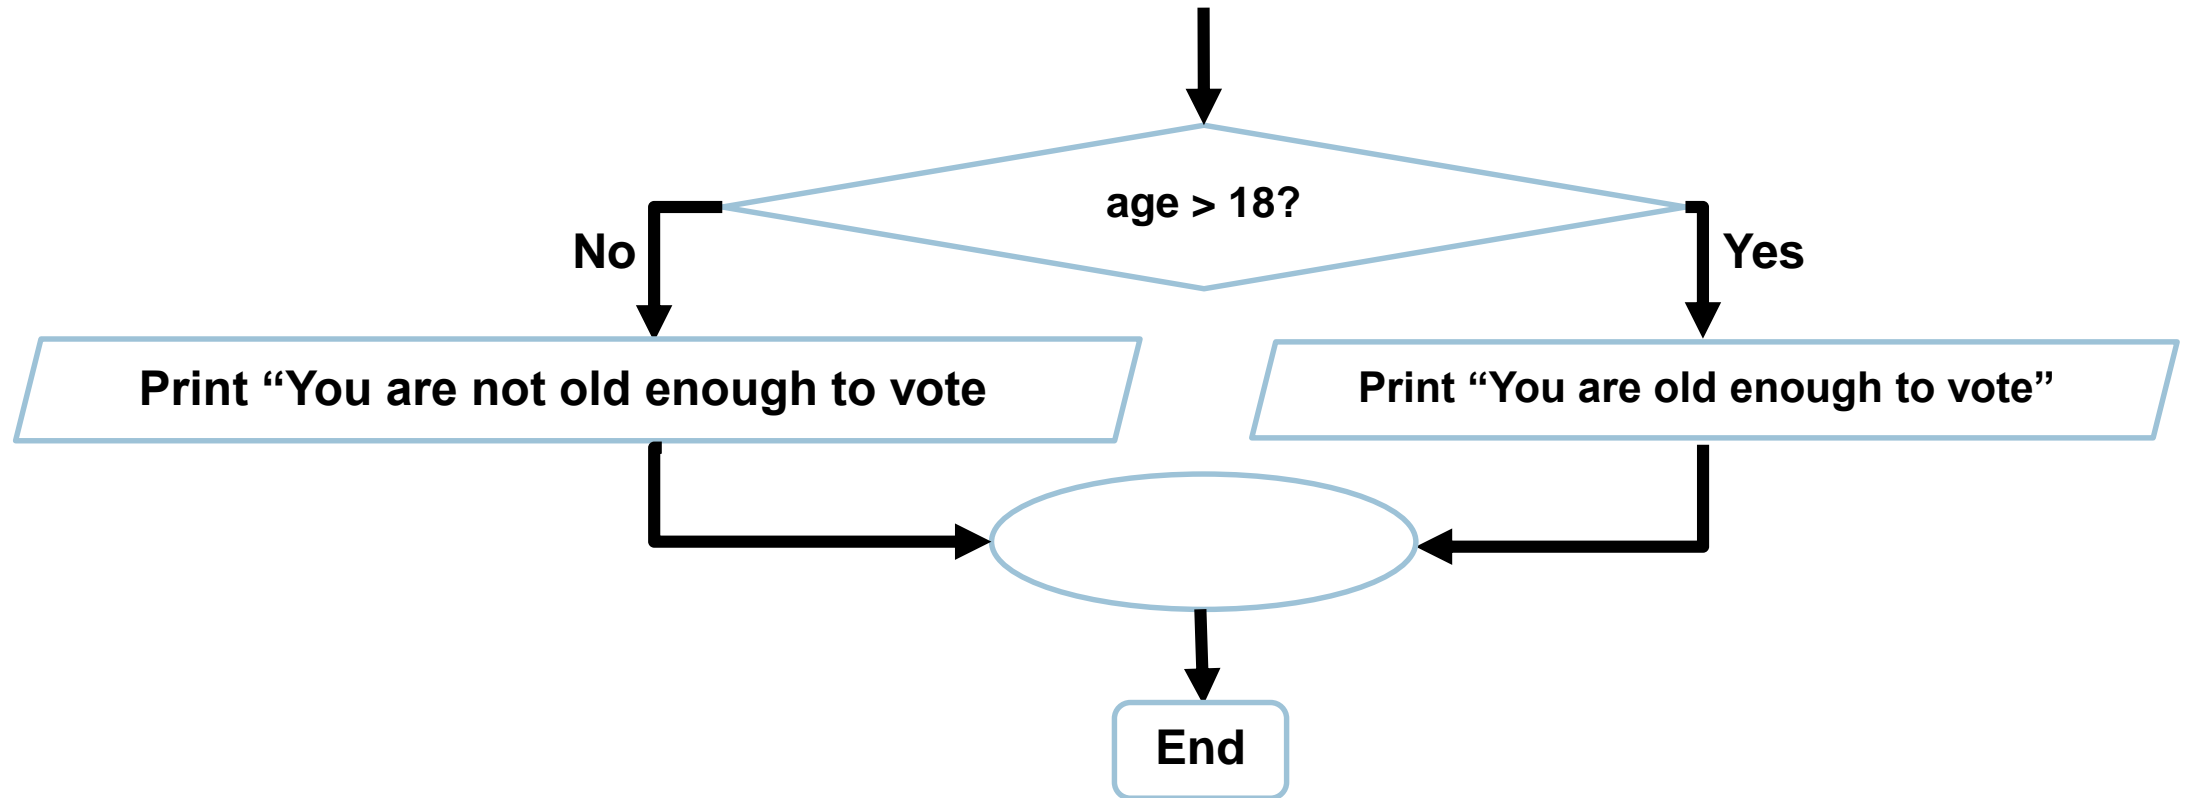 age > 18?
No
Yes
Print “You are not old enough to vote
Print “You are old enough to vote”
End